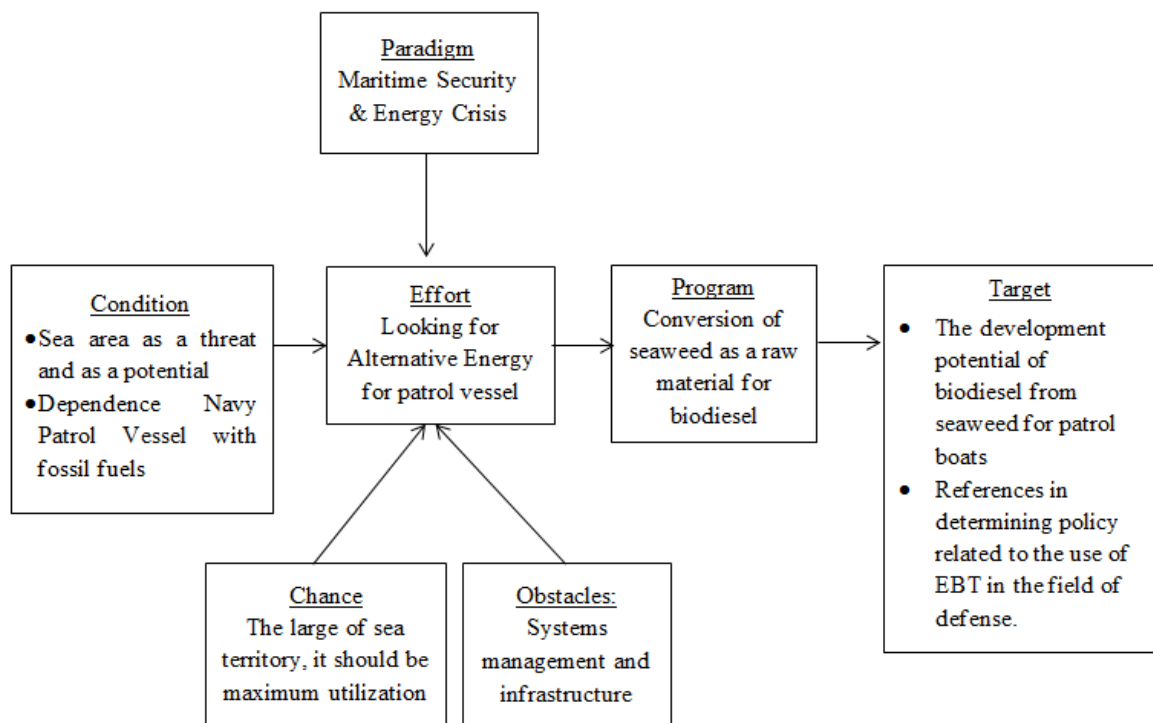 Paradigm
Maritime Security
& Energy Crisis
Condition
•Sea area as a threat
and as a potential
•Dependence Navy
Patrol Vessel with
fossil fuels
Effort
Looking for
Alternative Energy
for patrol vessel
Program
Conversion of
seaweed as a raw
material for
biodiesel
Target
• The development
potential of
biodiesel from
seaweed for patrol
boats
• References in
determining policy
related to the use of
EBT in the field of
defense.
Chance
The large of sea
territory, it should be
maximum utilization
Obstacles:
Systems
management and
infrastructure